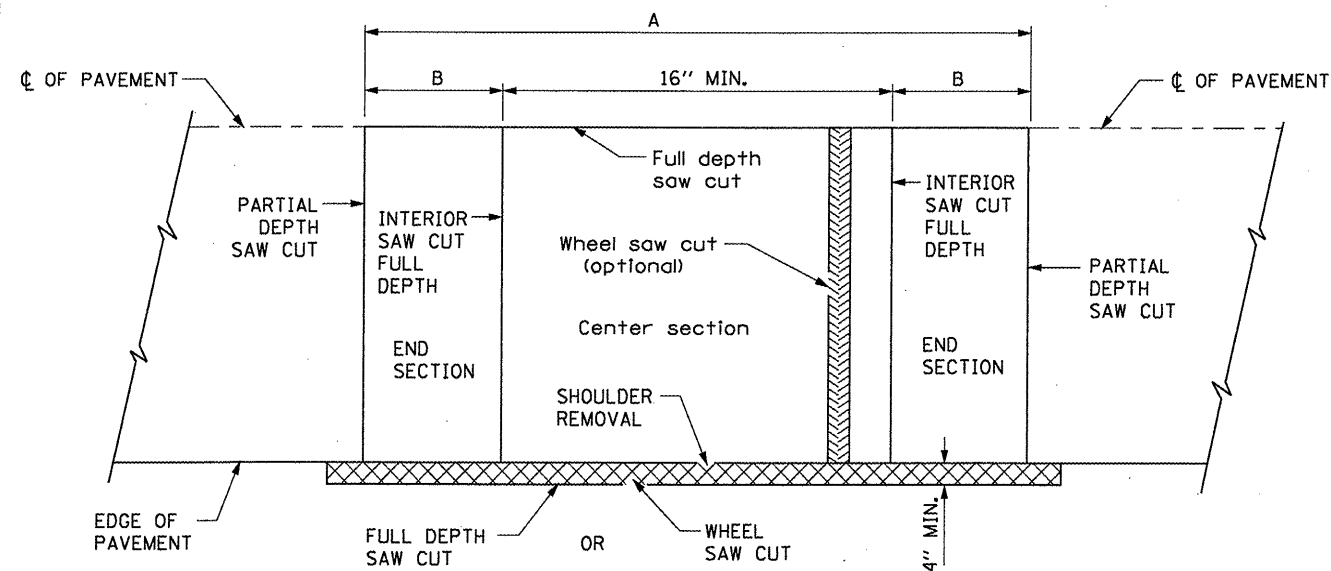 A
℄ OF PAVEMENT
B
16″ MIN.
B
℄ OF PAVEMENT
Full depth
saw cut
PARTIAL
DEPTH
SAW CUT
INTERIOR
SAW CUT
FULL
DEPTH
Wheel saw cut
(optional)
INTERIOR
SAW CUT
FULL
DEPTH
PARTIAL
DEPTH
SAW CUT
Center section
END
SECTION
END
SECTION
SHOULDER
REMOVAL
EDGE OF
PAVEMENT
FULL DEPTH
SAW CUT
OR
WHEEL
SAW CUT
4″ MIN.